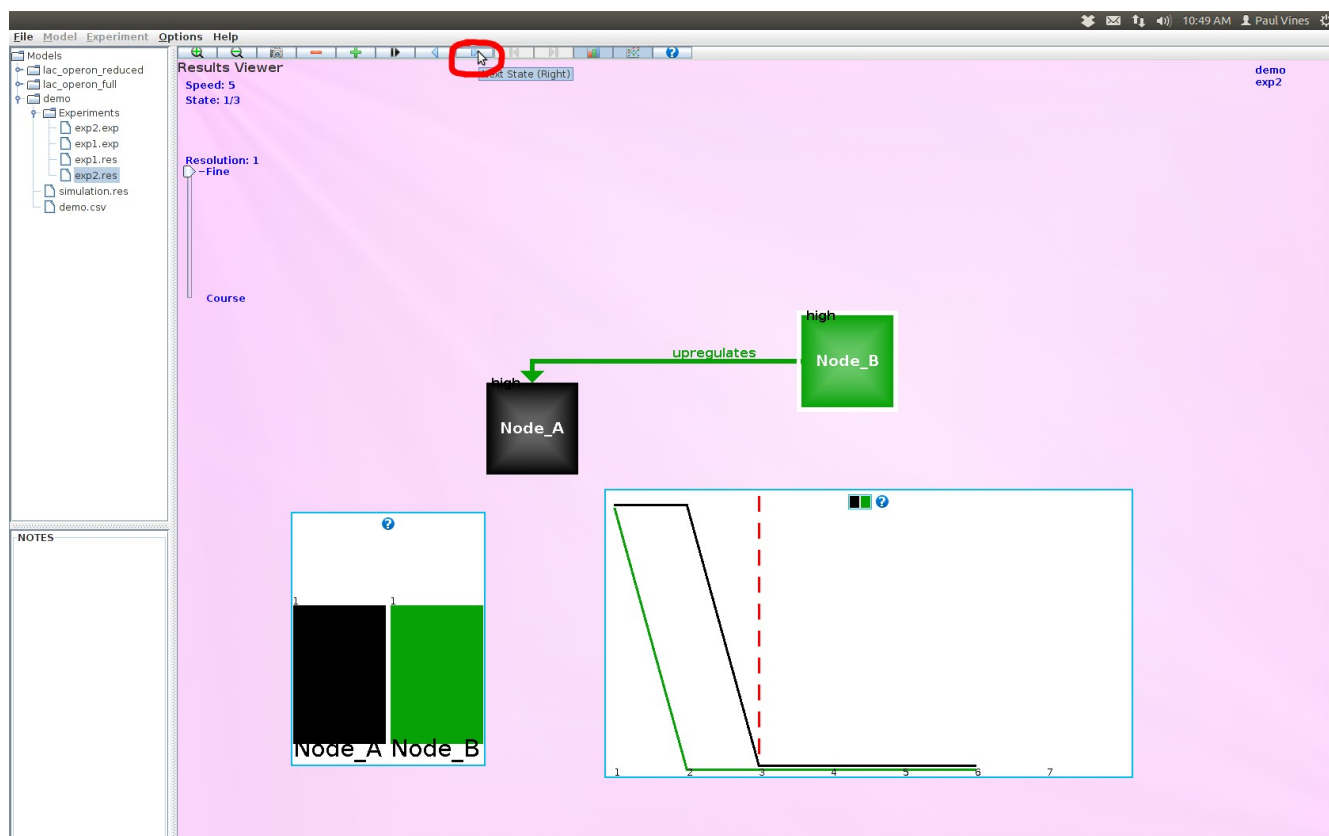 10:49 AM Paul Vines
File Model Experiment Options Help
Models
lac_operon_reduced
lac_operon_full
demo
Experiments
exp2.exp
exp1.exp
exp1.res
exp2.res
simulation.res
demo.csv
NOTES
Results Viewer
Speed: 5
State: 1/3
Next State (Right)
demo
exp2
Resolution: 1
Fine
Course
high
upregulates
Node_B
high
Node_A
?
1 1
Node_A Node_B
?
1 2 3 4 5 6 7